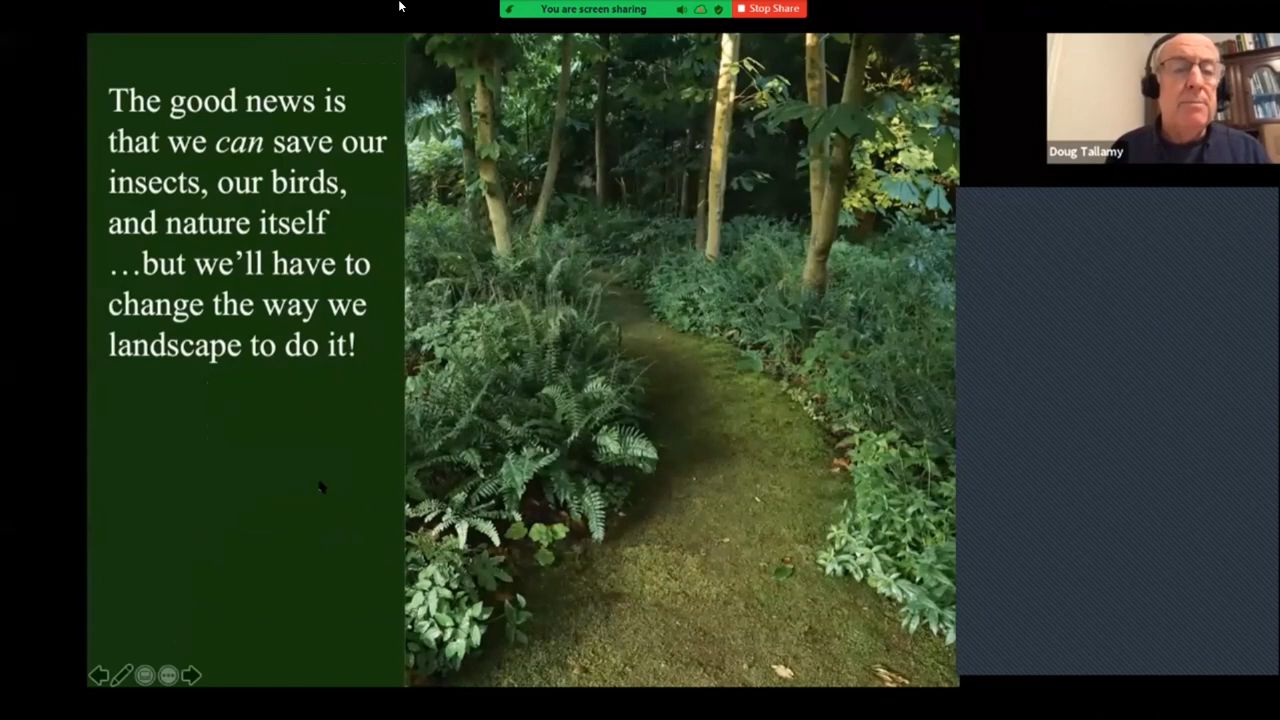 You are screen sharing
Stop Share
The good news is
that we can save our
insects, our birds,
and nature itself
…but we’ll have to
change the way we
landscape to do it!
Doug Tallamy